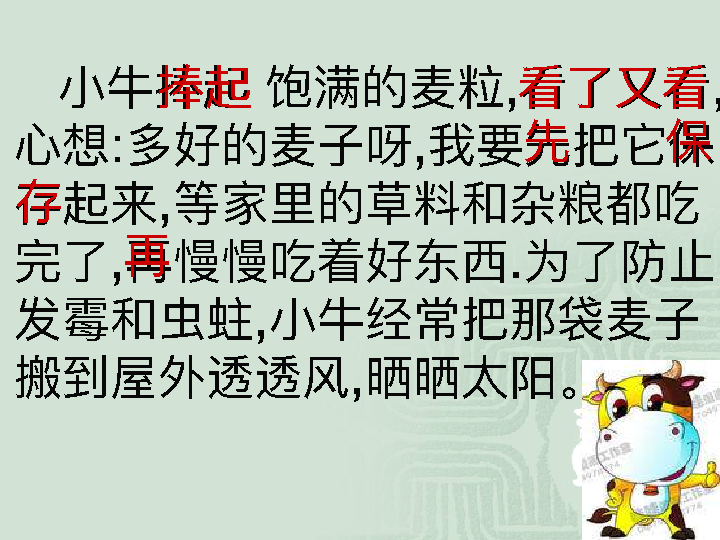 小牛捧起 饱满的麦粒,看了又看,
心想:多好的麦子呀,我要先把它保
存起来,等家里的草料和杂粮都吃
完了,再慢慢吃着好东西.为了防止
发霉和虫蛀,小牛经常把那袋麦子
搬到屋外透透风,晒晒太阳。